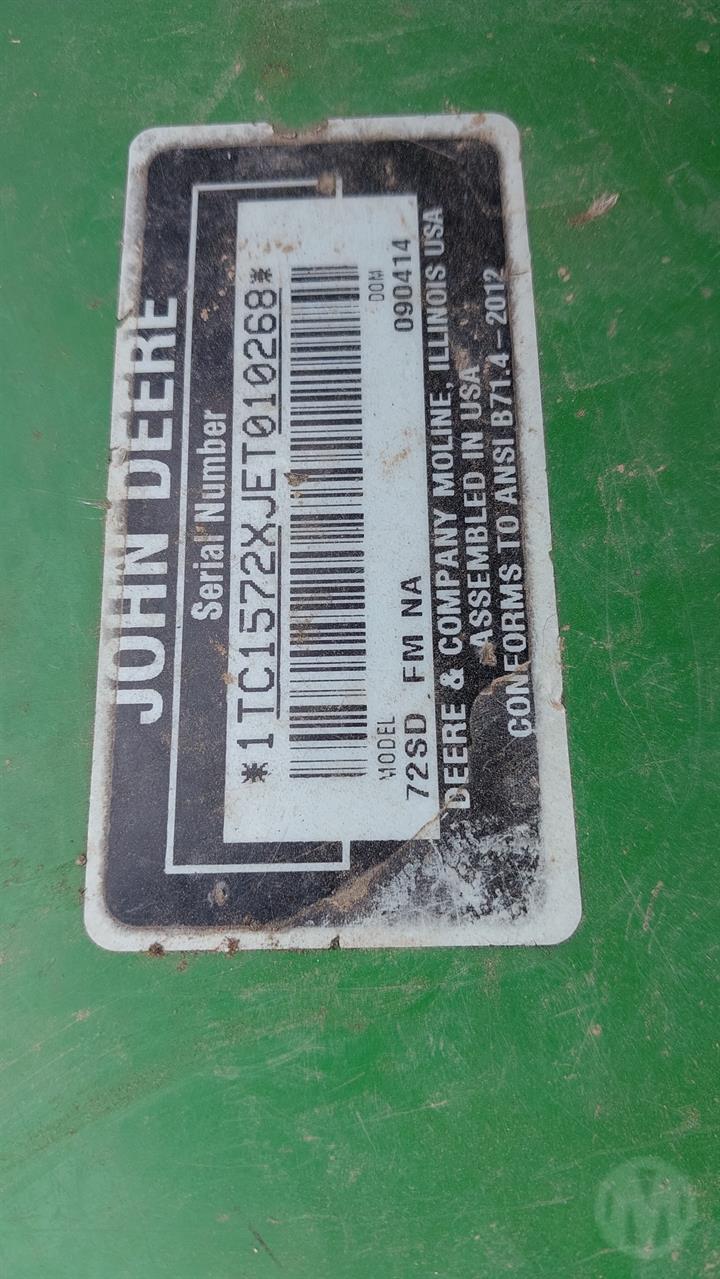 JOHN DEERE
Serial Number
*1TC1572XJET010268*
MODEL DOM
72SD FM NA 090414
DEERE & COMPANY MOLINE, ILLINOIS USA
ASSEMBLED IN USA
CONFORMS TO ANSI B71.4-2012
M